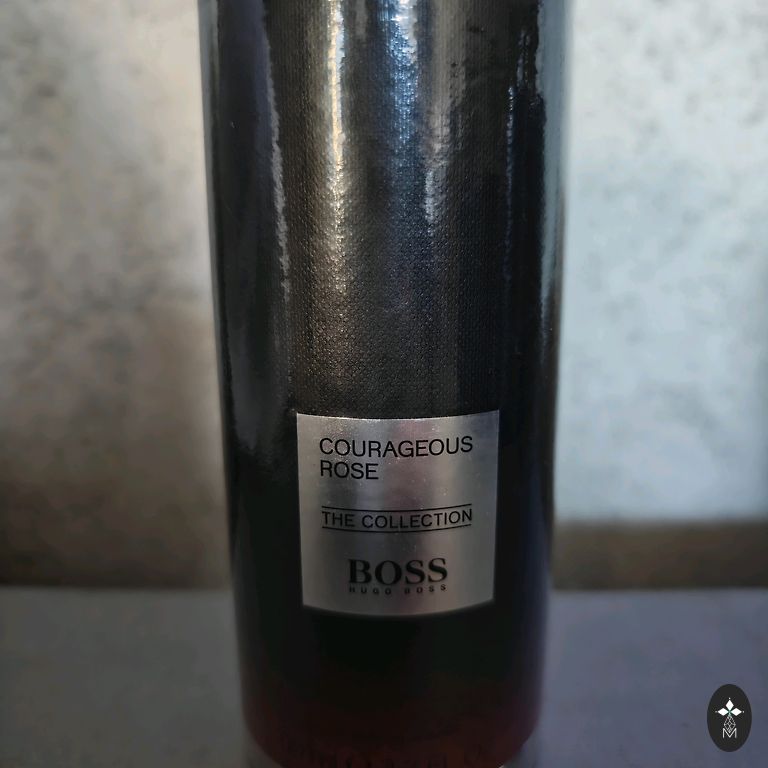 COURAGEOUS
ROSE
THE COLLECTION
BOSS
HUGO BOSS
M